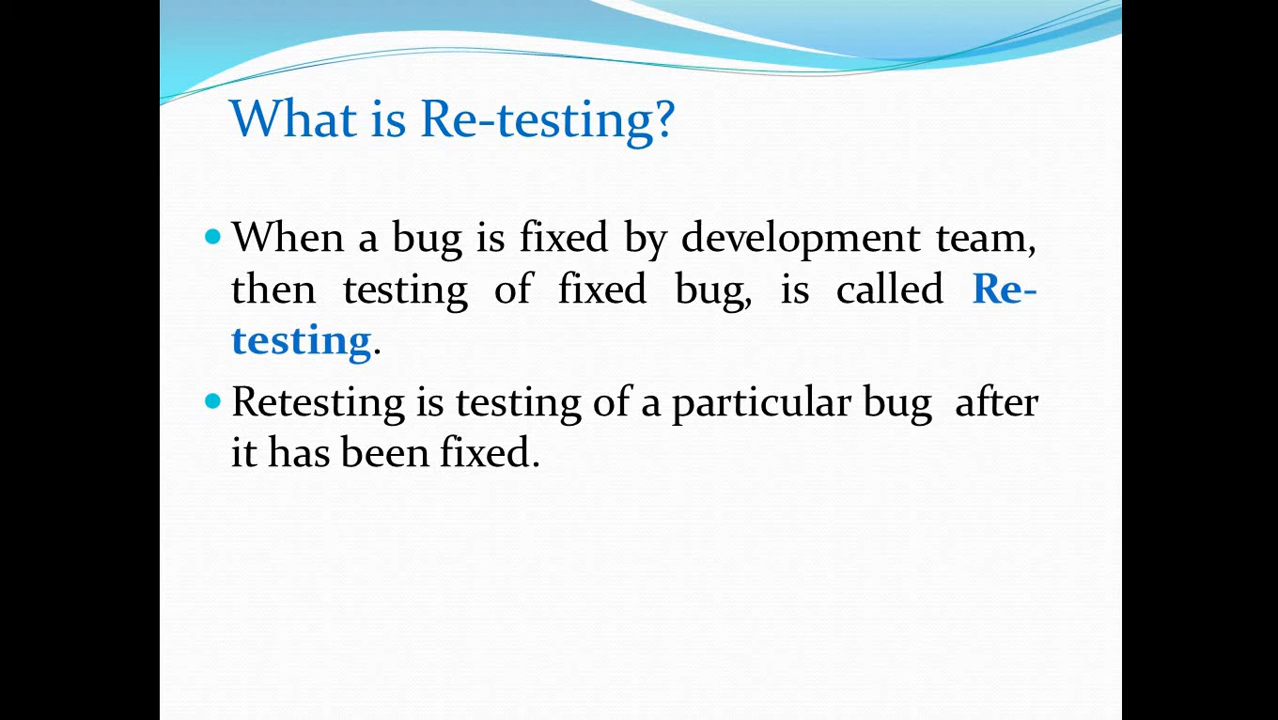 What is Re-testing?
When a bug is fixed by development team,
then testing of fixed bug, is called Re-
testing.
Retesting is testing of a particular bug after
it has been fixed.